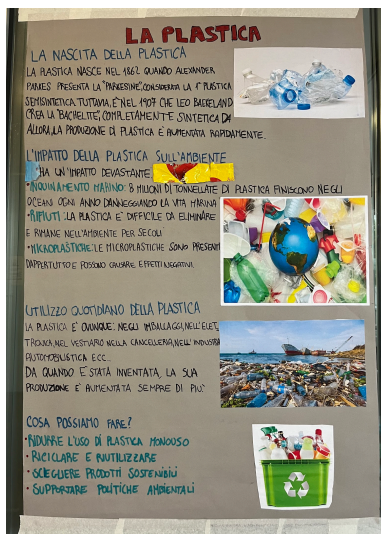 LA PLASTICA
LA NASCITA DELLA PLASTICA
LA PLASTICA NASCE NEL 1862 QUANDO ALEXANDER
PARKES PRESENTA LA "PARKESINE", CONSIDERATA LA 1° PLASTICA
SEMISINTETICA. TUTTAVIA, È NEL 1907 CHE LEO BAEKELAND
CREA LA "BACHELITE", COMPLETAMENTE SINTETICA. DA
ALLORA, LA PRODUZIONE DI PLASTICA È AUMENTATA RAPIDAMENTE.
L'IMPATTO DELLA PLASTICA SULL'AMBIENTE
HA UN'IMPATTO DEVASTANTE
•INQUINAMENTO MARINO: 8 MILIONI DI TONNELLATE DI PLASTICA FINISCONO NEGLI
OCEANI OGNI ANNO DANNEGGIANDO LA VITA MARINA
•RIFIUTI: LA PLASTICA E' DIFFICILE DA ELIMINARE
E RIMANE NELL'AMBIENTE PER SECOLI
•MICROPLASTICHE: LE MICROPLASTICHE SONO PRESENTI
DAPPERTUTTO E POSSONO CAUSARE EFFETTI NEGATIVI.
UTILIZZO QUOTIDIANO DELLA PLASTICA
LA PLASTICA E' OVUNQUE: NEGLI IMBALLAGGI, NELL'ELET
TRONICA, NEL VESTIARIO NELLA CANCELLERIA, NELL'INDUSTRIA
AUTOMOBILISTICA ECC..
DA QUANDO E' STATA INVENTATA, LA SUA
PRODUZIONE E' AUMENTATA SEMPRE DI PIU'
COSA POSSIAMO FARE?
•RIDURRE L'USO DI PLASTICA MONOUSO
•RICICLARE E RIUTILIZZARE
•SCEGLIERE PRODOTTI SOSTENIBILI
•SUPPORTARE POLITICHE AMBIENTALI